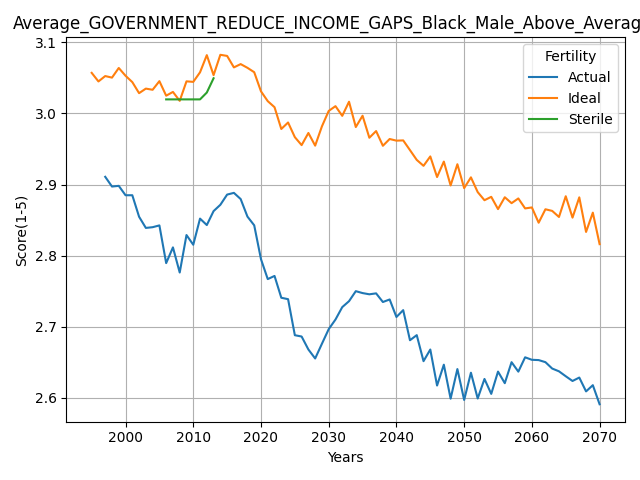 Average_GOVERNMENT_REDUCE_INCOME_GAPS_Black_Male_Above_Averag
Fertility
Actual
Ideal
Sterile
3.1
3.0
2.9
2.8
2.7
2.6
Score(1-5)
2000 2010 2020 2030 2040 2050 2060 2070
Years